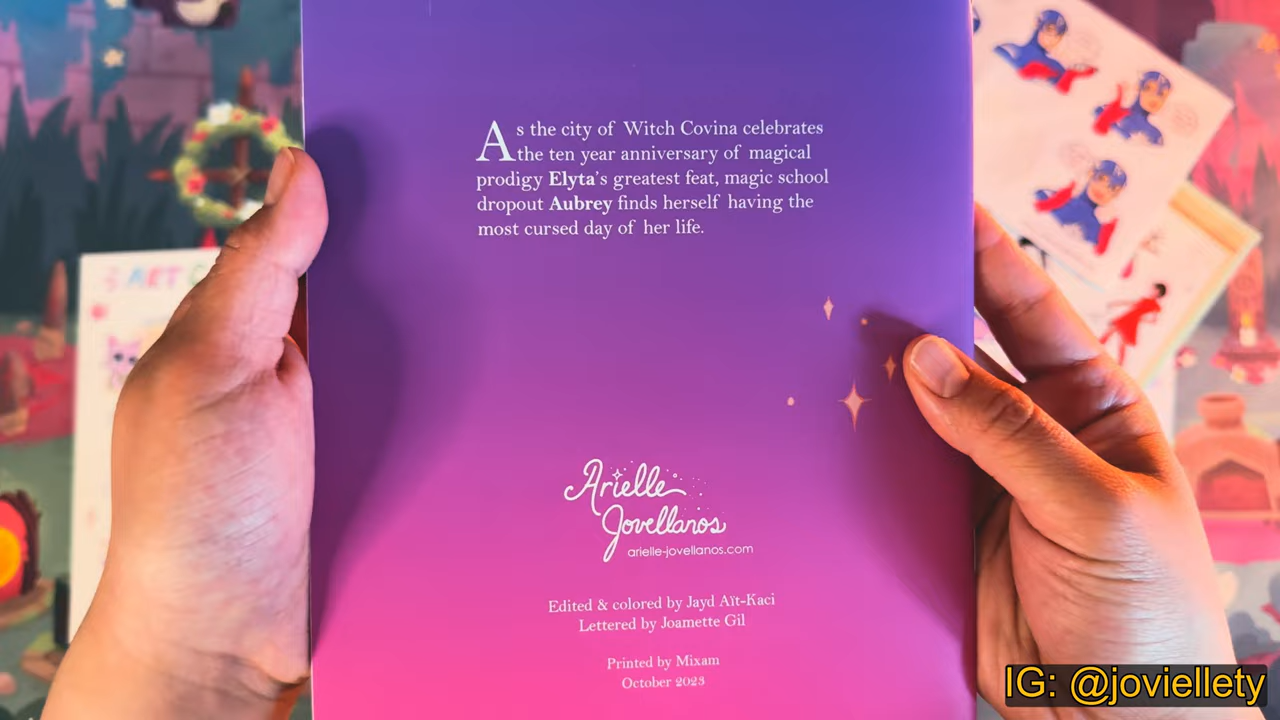 As the city of Witch Covina celebrates
the ten year anniversary of magical
prodigy Elyta's greatest feat, magic school
dropout Aubrey finds herself having the
most cursed day of her life.
Arielle
Jovellanos
arielle-jovellanos.com
Edited & colored by Jayd Aït-Kaci
Lettered by Joamette Gil
Printed by Mixam
October 2023
ART
IG: @joviellety